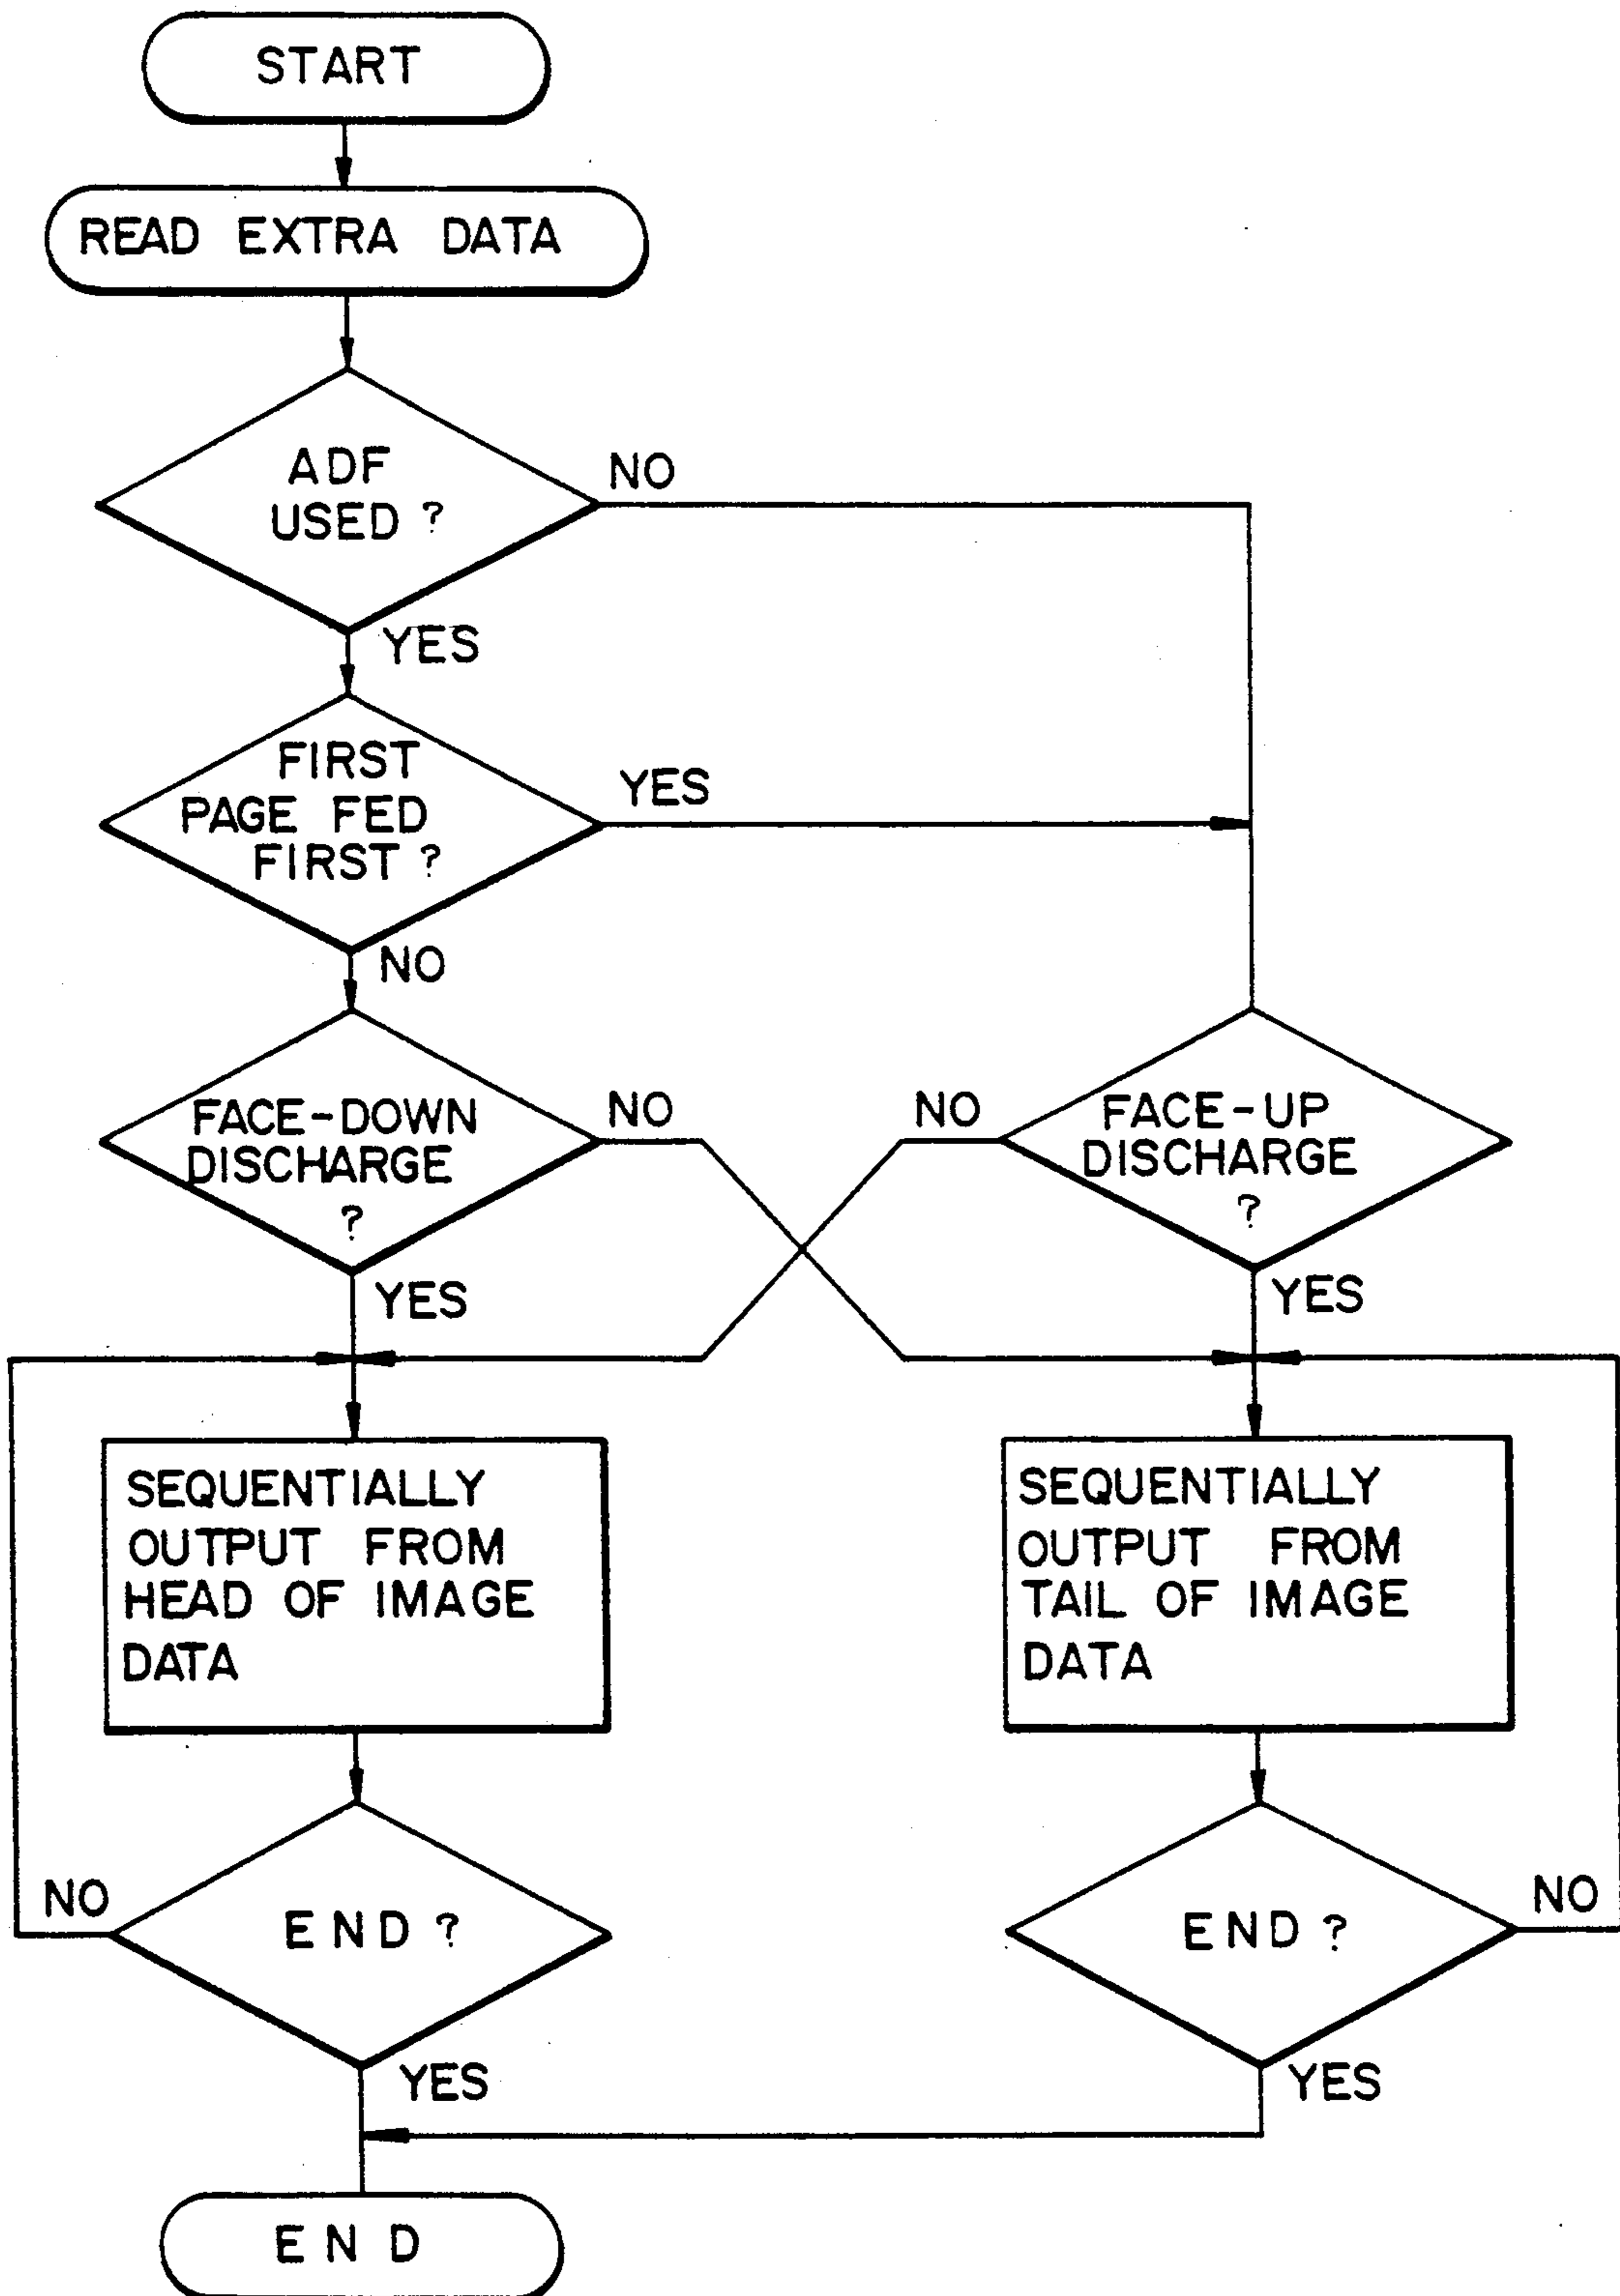 START
READ EXTRA DATA
ADF
USED ?
NO
YES
FIRST
PAGE FED
FIRST ?
YES
NO
FACE-DOWN
DISCHARGE
?
NO
YES
NO
FACE-UP
DISCHARGE
?
YES
SEQUENTIALLY
OUTPUT FROM
HEAD OF IMAGE
DATA
SEQUENTIALLY
OUTPUT FROM
TAIL OF IMAGE
DATA
NO
END ?
YES
END ?
NO
YES
END